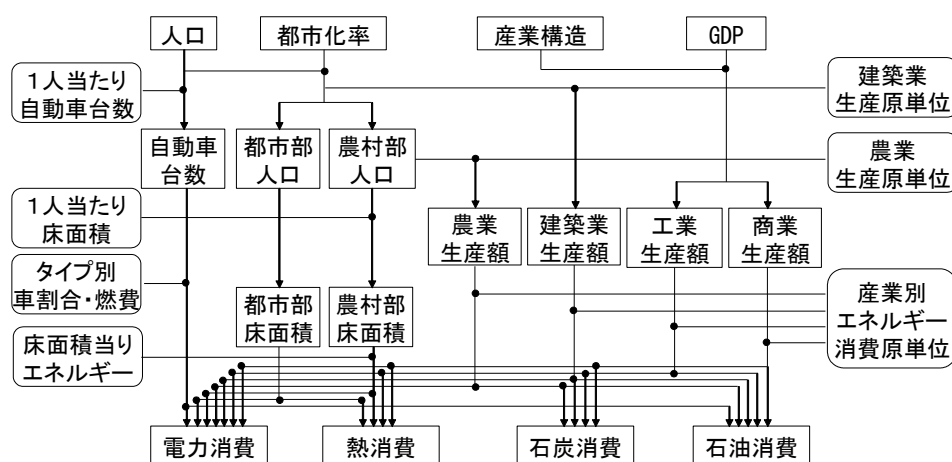 人口
都市化率
産業構造
GDP
1人当たり
自動車台数
建築業
生産原単位
自動車
台数
都市部
人口
農村部
人口
農業
生産原単位
1人当たり
床面積
農業
生産額
建築業
生産額
工業
生産額
商業
生産額
タイプ別
車割合・燃費
都市部
床面積
農村部
床面積
産業別
エネルギー
消費原単位
床面積当り
エネルギー
電力消費
熱消費
石炭消費
石油消費